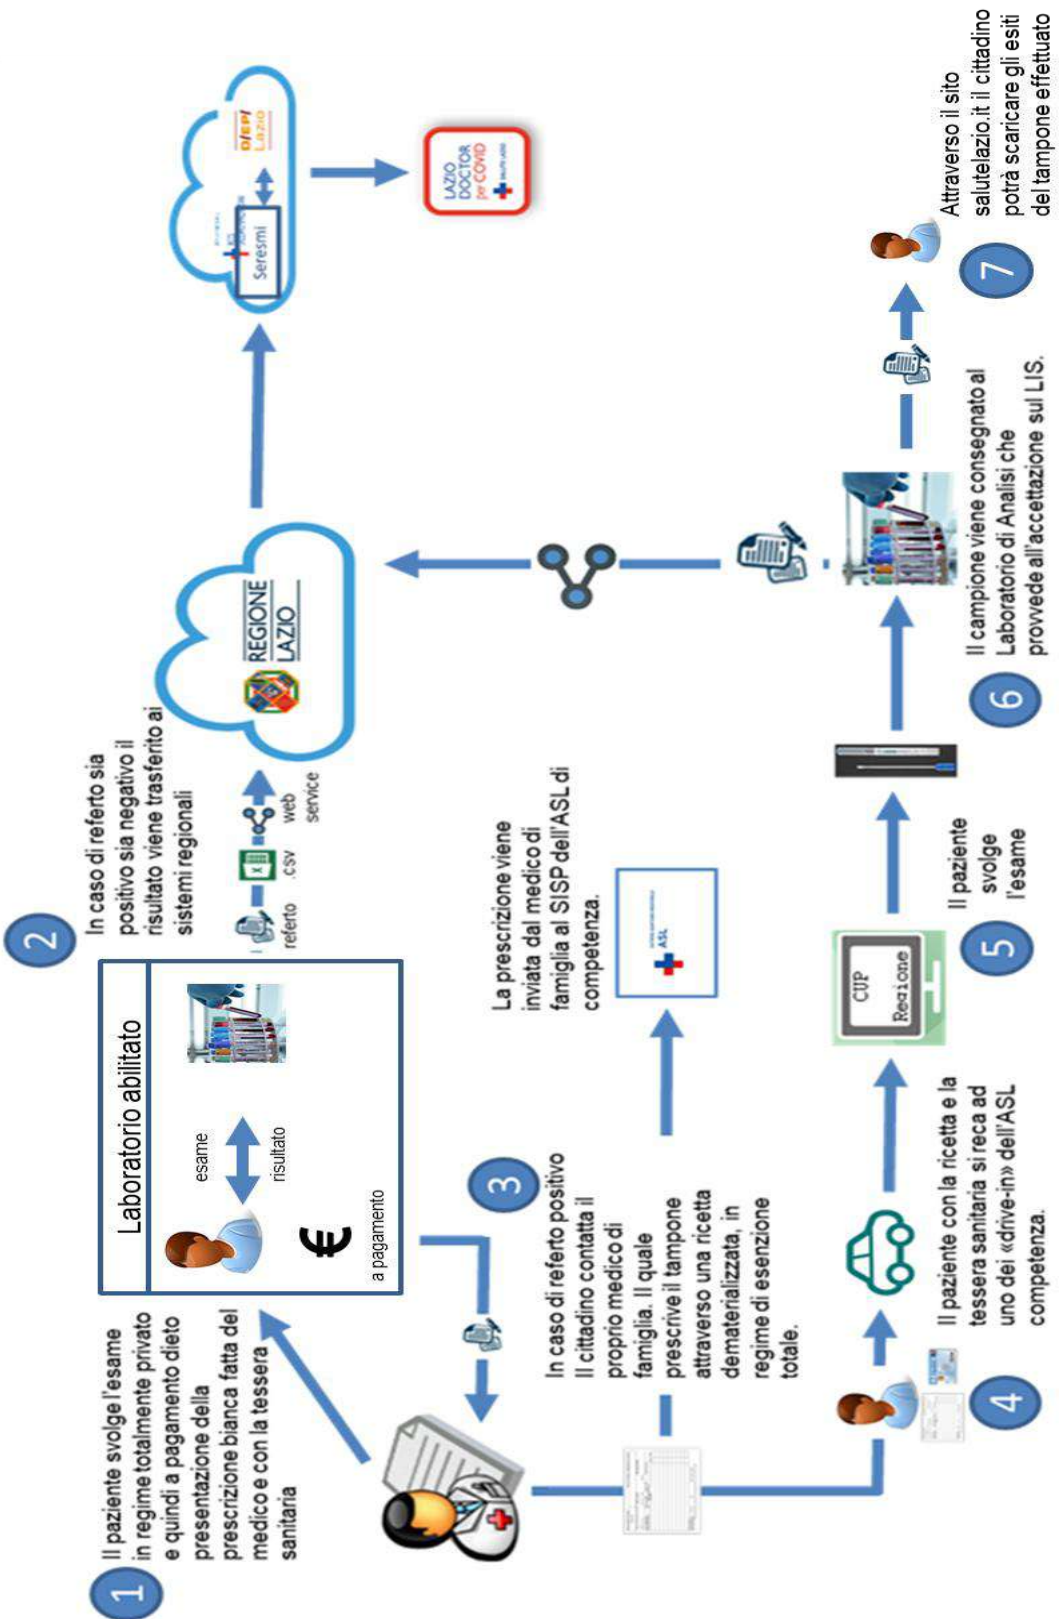 1
Il paziente svolge l'esame
in regime totalmente privato
e quindi a pagamento dieto
presentazione della
prescrizione bianca fatta del
medico e con la tessera
sanitaria
Laboratorio abilitato
esame
risultato
€
a pagamento
2
In caso di referto sia
positivo sia negativo il
risultato viene trasferito ai
sistemi regionali
referto
.csv
web
service
REGIONE
LAZIO
Seresmi
D/EP/
Lazio
LAZIO
DOCTOR
per COVID
SALUTE LAZIO
3
In caso di referto positivo
Il cittadino contatta il
proprio medico di
famiglia. Il quale
prescrive il tampone
attraverso una ricetta
dematerializzata, in
regime di esenzione
totale.
La prescrizione viene
inviata dal medico di
famiglia al SISP dell'ASL di
competenza.
ASL
4
Il paziente con la ricetta e la
tessera sanitaria si reca ad
uno dei «drive-in» dell'ASL
competenza.
CUP
Regione
5
Il paziente
svolge
l'esame
6
Il campione viene consegnato al
Laboratorio di Analisi che
provvede all'accettazione sul LIS.
7
Attraverso il sito
salutelazio.it il cittadino
potrà scaricare gli esiti
del tampone effettuato